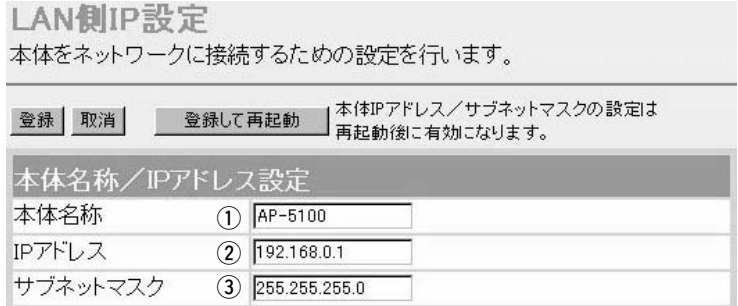 LAN側IP設定
本体をネットワークに接続するための設定を行います。
登録 取消 登録して再起動 本体IPアドレス／サブネットマスクの設定は
再起動後に有効になります。
本体名称／IPアドレス設定
本体名称 ① AP-5100
IPアドレス ② 192.168.0.1
サブネットマスク ③ 255.255.255.0